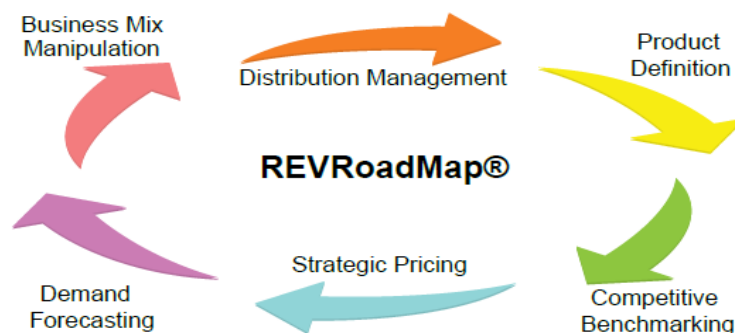 Business Mix
Manipulation
Distribution Management
Product
Definition
REVRoadMap®
Strategic Pricing
Demand
Forecasting
Competitive
Benchmarking